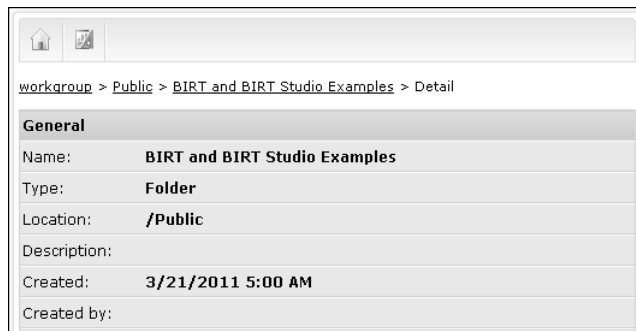 workgroup > Public > BIRT and BIRT Studio Examples > Detail
General
Name: BIRT and BIRT Studio Examples
Type: Folder
Location: /Public
Description:
Created: 3/21/2011 5:00 AM
Created by: